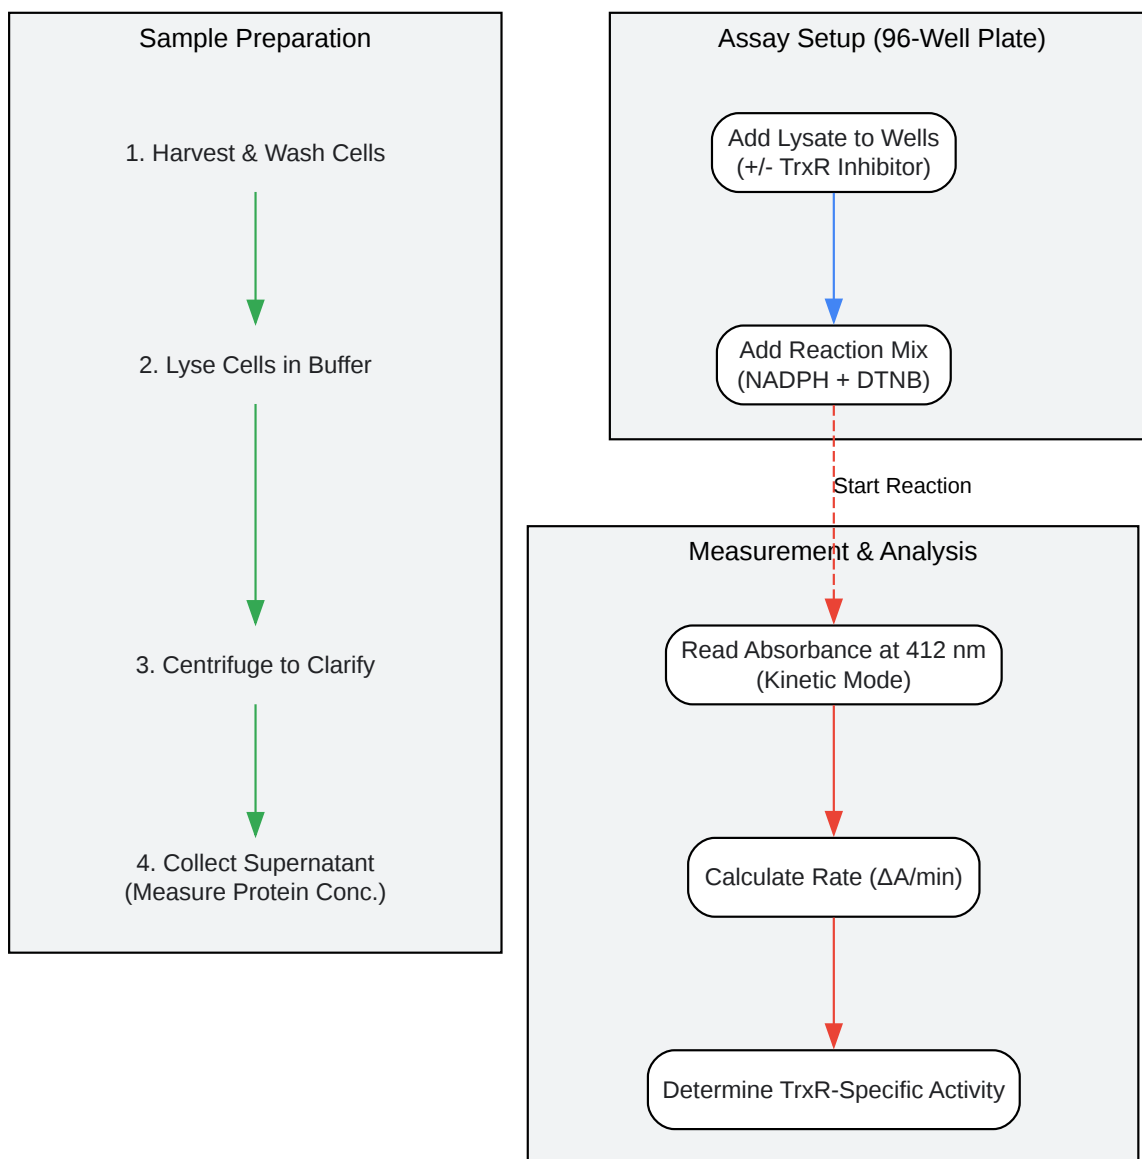 Sample Preparation
1. Harvest & Wash Cells
2. Lyse Cells in Buffer
3. Centrifuge to Clarify
4. Collect Supernatant
(Measure Protein Conc.)
Assay Setup (96-Well Plate)
Add Lysate to Wells
(+/- TrxR Inhibitor)
Add Reaction Mix
(NADPH + DTNB)
Start Reaction
Measurement & Analysis
Read Absorbance at 412 nm
(Kinetic Mode)
Calculate Rate (ΔA/min)
Determine TrxR-Specific Activity